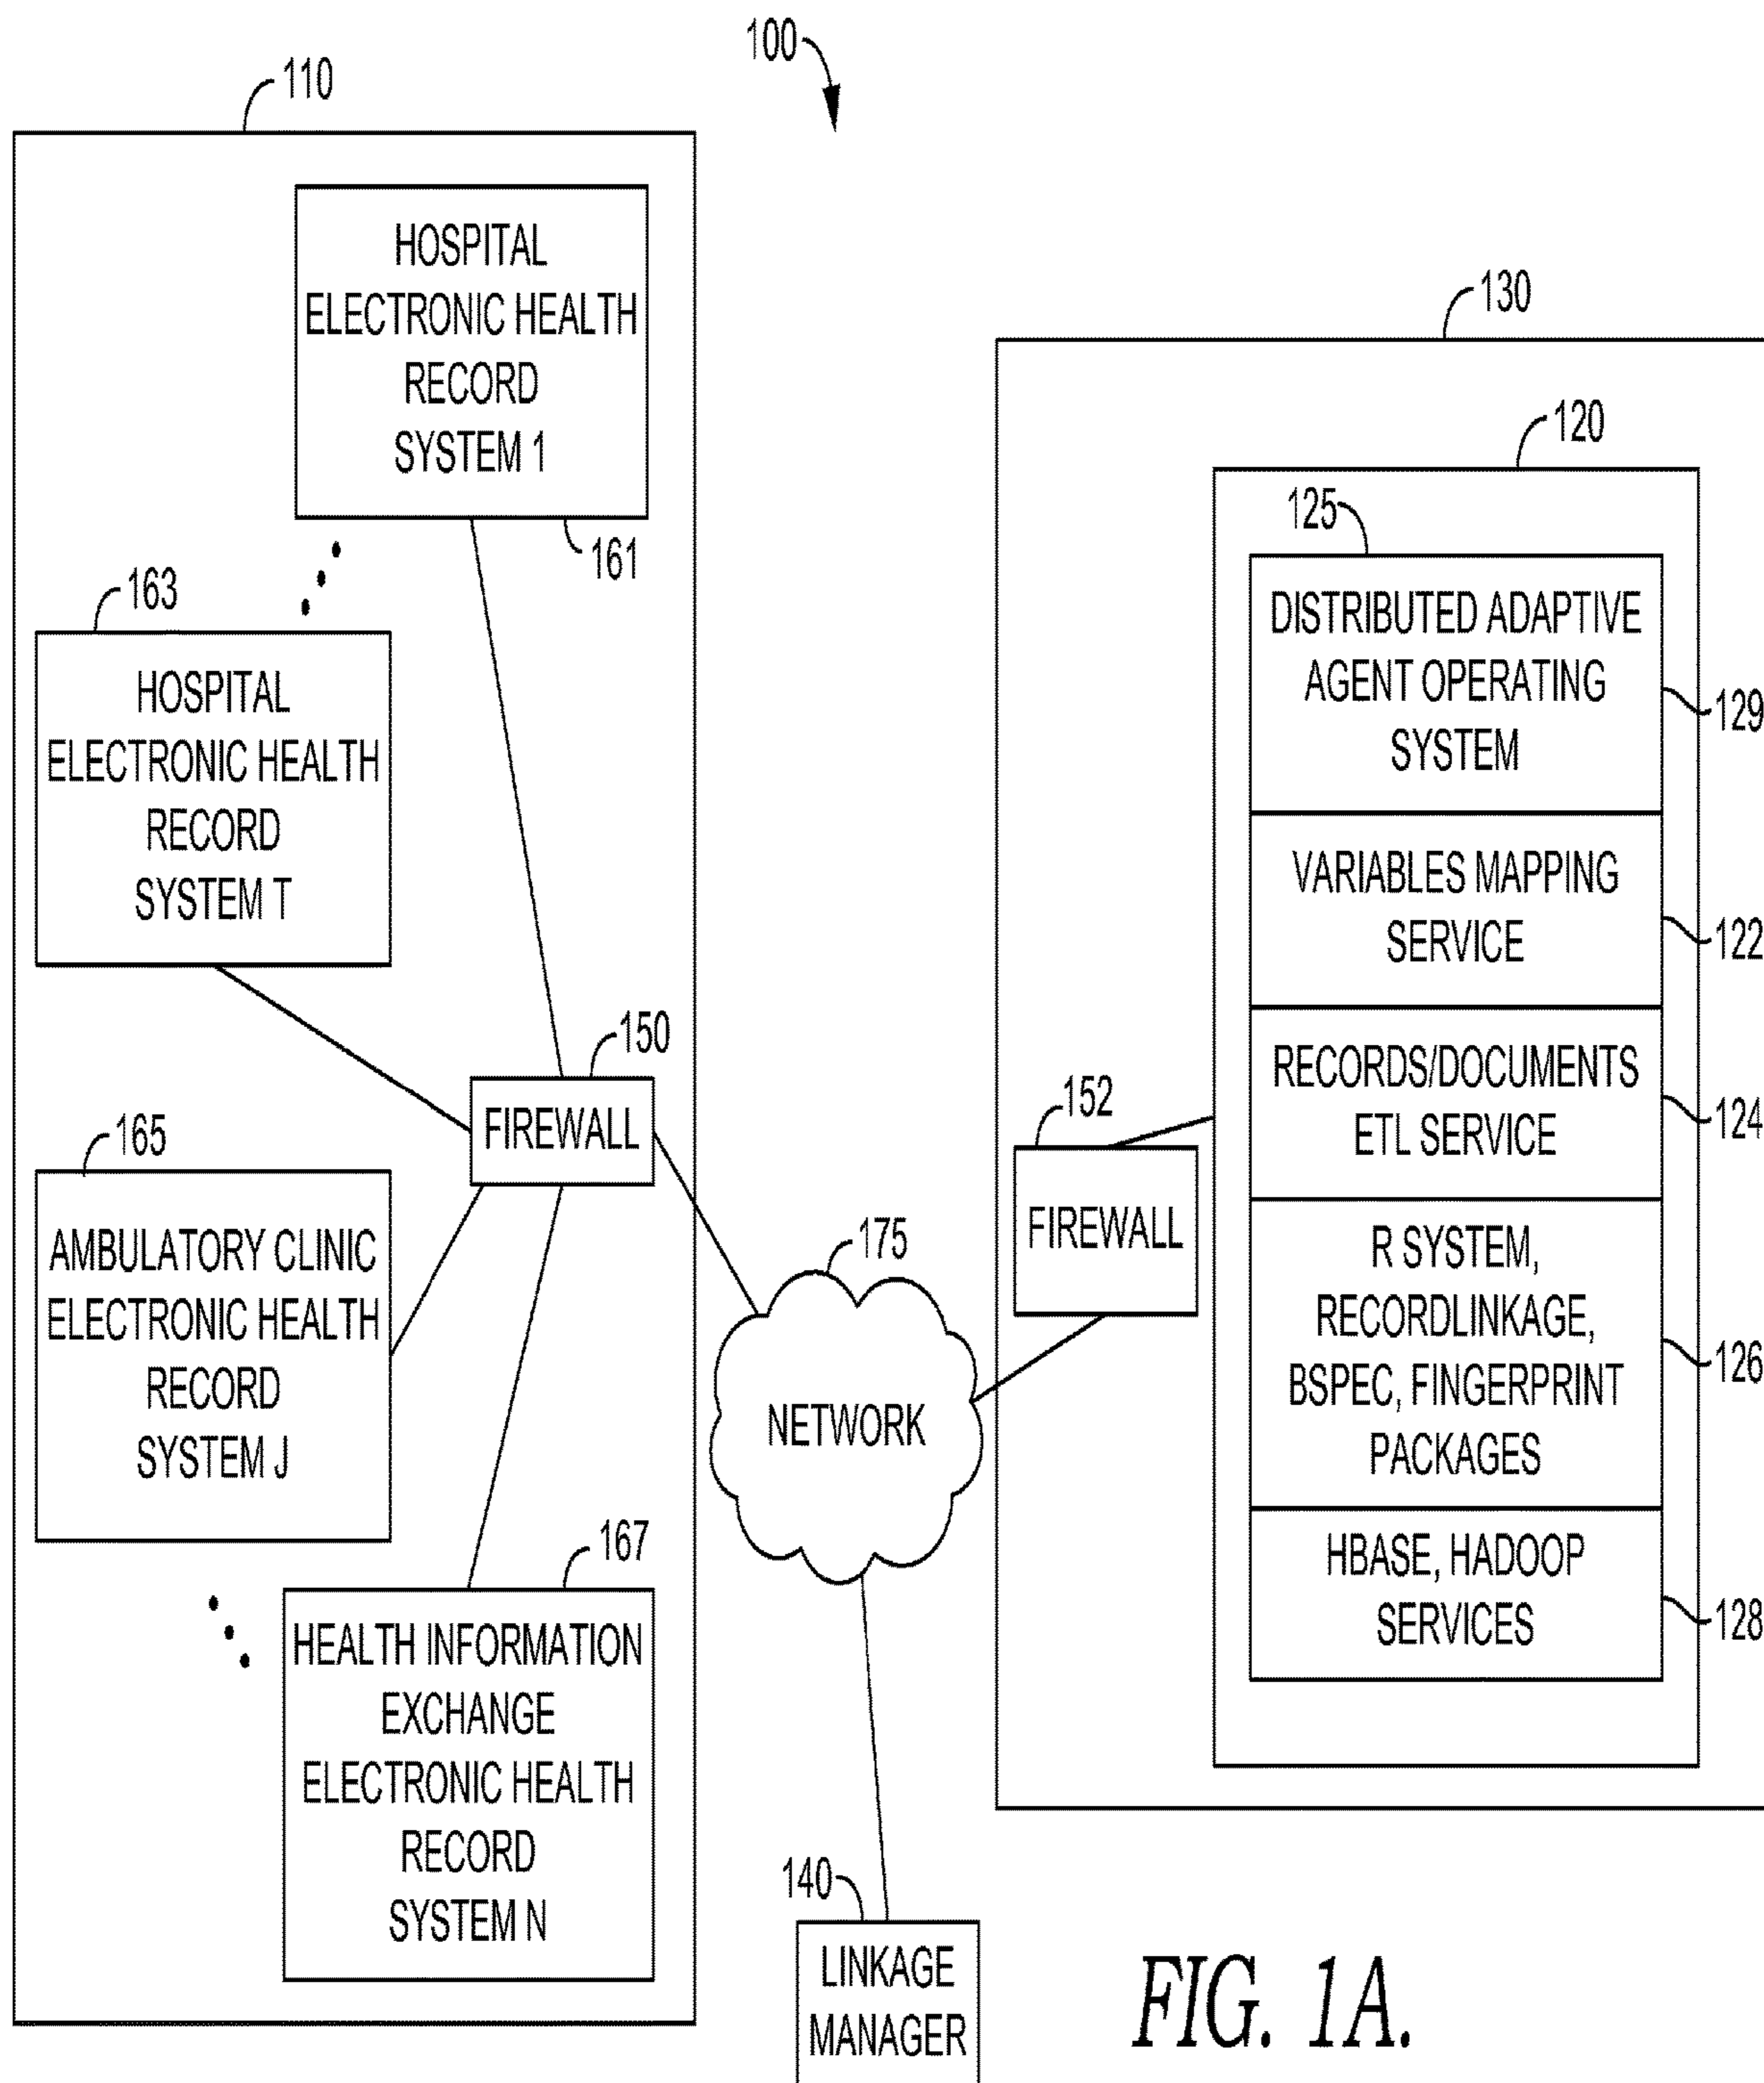 100
110
HOSPITAL
ELECTRONIC HEALTH
RECORD
SYSTEM 1
161
163
HOSPITAL
ELECTRONIC HEALTH
RECORD
SYSTEM T
150
FIREWALL
165
AMBULATORY CLINIC
ELECTRONIC HEALTH
RECORD
SYSTEM J
167
HEALTH INFORMATION
EXCHANGE
ELECTRONIC HEALTH
RECORD
SYSTEM N
175
NETWORK
140
LINKAGE
MANAGER
130
120
125
DISTRIBUTED ADAPTIVE
AGENT OPERATING
SYSTEM
129
VARIABLES MAPPING
SERVICE
122
RECORDS/DOCUMENTS
ETL SERVICE
124
R SYSTEM,
RECORDLINKAGE,
BSPEC, FINGERPRINT
PACKAGES
126
HBASE, HADOOP
SERVICES
128
152
FIREWALL
FIG. 1A.